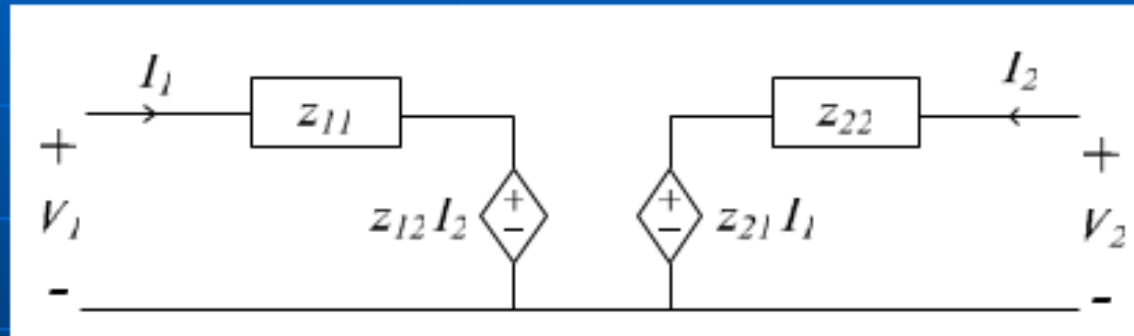 I₁ I₂
z₁₁ z₂₂
+ + + +
V₁ z₁₂ I₂ − − z₂₁ I₁ V₂
- -